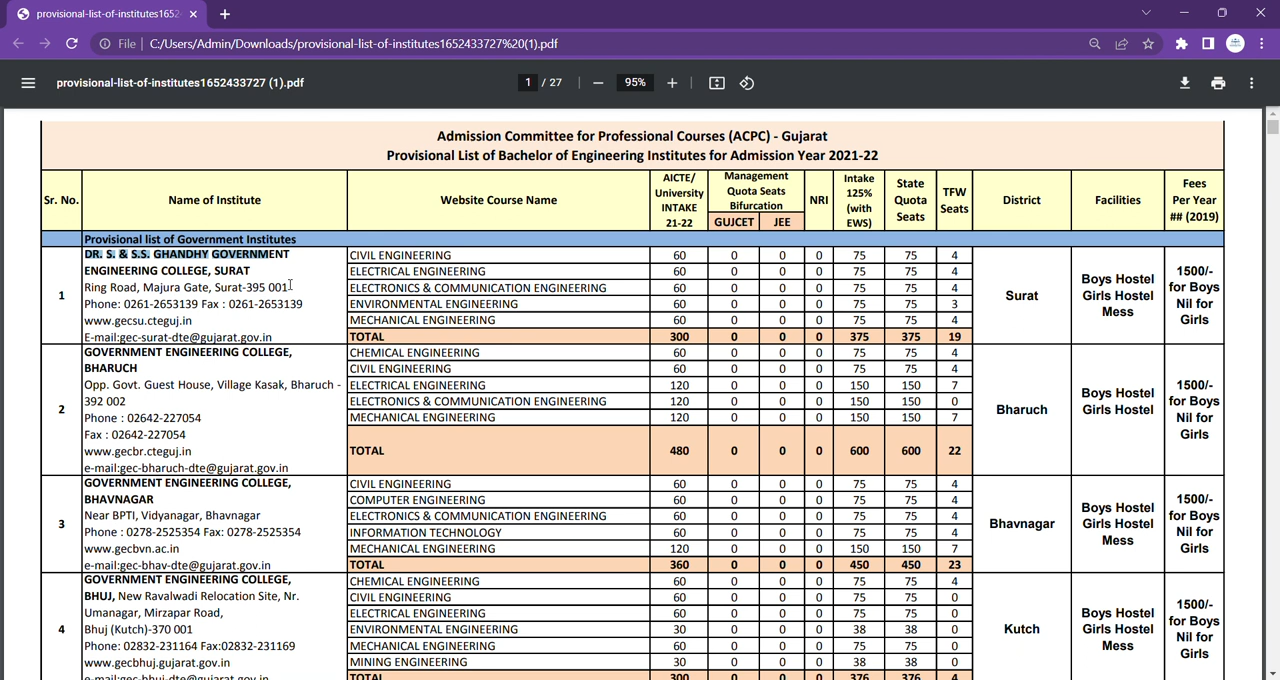 provisional-list-of-institutes1652
File
C:/Users/Admin/Downloads/provisional-list-of-institutes1652433727%20(1).pdf
provisional-list-of-institutes1652433727 (1).pdf
1 / 27
95%
Admission Committee for Professional Courses (ACPC) - Gujarat
Provisional List of Bachelor of Engineering Institutes for Admission Year 2021-22
Sr. No. Name of Institute Website Course Name AICTE/ University INTAKE 21-22 Management Quota Seats Bifurcation GUJCET JEE NRI Intake 125% (with EWS) State Quota Seats TFW Seats District Facilities Fees Per Year ## (2019)
Provisional list of Government Institutes
1
DR. S. & S.S. GHANDHY GOVERNMENT
ENGINEERING COLLEGE, SURAT
Ring Road, Majura Gate, Surat-395 001
Phone: 0261-2653139 Fax : 0261-2653139
www.gecsu.cteguj.in
E-mail:gec-surat-dte@gujarat.gov.in
CIVIL ENGINEERING 60 0 0 0 75 75 4
ELECTRICAL ENGINEERING 60 0 0 0 75 75 4
ELECTRONICS & COMMUNICATION ENGINEERING 60 0 0 0 75 75 4
ENVIRONMENTAL ENGINEERING 60 0 0 0 75 75 3
MECHANICAL ENGINEERING 60 0 0 0 75 75 4
TOTAL 300 0 0 0 375 375 19
Surat
Boys Hostel
Girls Hostel
Mess
1500/-
for Boys
Nil for
Girls
2
GOVERNMENT ENGINEERING COLLEGE,
BHARUCH
Opp. Govt. Guest House, Village Kasak, Bharuch -
392 002
Phone : 02642-227054
Fax : 02642-227054
www.gecbr.cteguj.in
e-mail:gec-bharuch-dte@gujarat.gov.in
CHEMICAL ENGINEERING 60 0 0 0 75 75 4
CIVIL ENGINEERING 60 0 0 0 75 75 4
ELECTRICAL ENGINEERING 120 0 0 0 150 150 7
ELECTRONICS & COMMUNICATION ENGINEERING 120 0 0 0 150 150 0
MECHANICAL ENGINEERING 120 0 0 0 150 150 7
TOTAL 480 0 0 0 600 600 22
Bharuch
Boys Hostel
Girls Hostel
1500/-
for Boys
Nil for
Girls
3
GOVERNMENT ENGINEERING COLLEGE,
BHAVNAGAR
Near BPTI, Vidyanagar, Bhavnagar
Phone : 0278-2525354 Fax: 0278-2525354
www.gecbvn.ac.in
e-mail:gec-bhav-dte@gujarat.gov.in
CIVIL ENGINEERING 60 0 0 0 75 75 4
COMPUTER ENGINEERING 60 0 0 0 75 75 4
ELECTRONICS & COMMUNICATION ENGINEERING 60 0 0 0 75 75 4
INFORMATION TECHNOLOGY 60 0 0 0 75 75 4
MECHANICAL ENGINEERING 120 0 0 0 150 150 7
TOTAL 360 0 0 0 450 450 23
Bhavnagar
Boys Hostel
Girls Hostel
Mess
1500/-
for Boys
Nil for
Girls
4
GOVERNMENT ENGINEERING COLLEGE,
BHUJ, New Ravalwadi Relocation Site, Nr.
Umanagar, Mirzapar Road,
Bhuj (Kutch)-370 001
Phone: 02832-231164 Fax:02832-231169
www.gecbhuj.gujarat.gov.in
e-mail:gec-bhuj-dte@gujarat.gov.in
CHEMICAL ENGINEERING 60 0 0 0 75 75 4
CIVIL ENGINEERING 60 0 0 0 75 75 0
ELECTRICAL ENGINEERING 60 0 0 0 75 75 0
ENVIRONMENTAL ENGINEERING 30 0 0 0 38 38 0
MECHANICAL ENGINEERING 60 0 0 0 75 75 0
MINING ENGINEERING 30 0 0 0 38 38 0
TOTAL 300 0 0 0 376 376 4
Kutch
Boys Hostel
Girls Hostel
Mess
1500/-
for Boys
Nil for
Girls